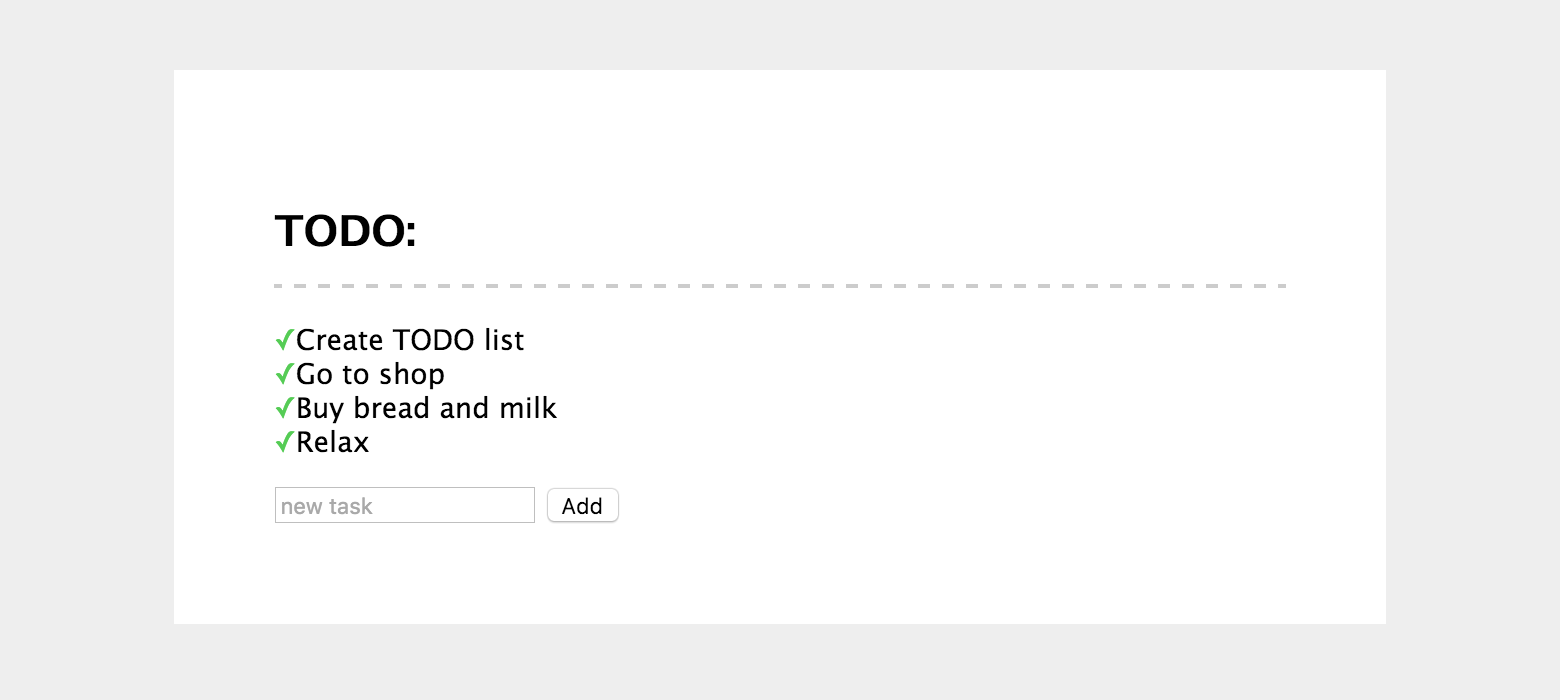 TODO:
✓Create TODO list
✓Go to shop
✓Buy bread and milk
✓Relax
new task Add